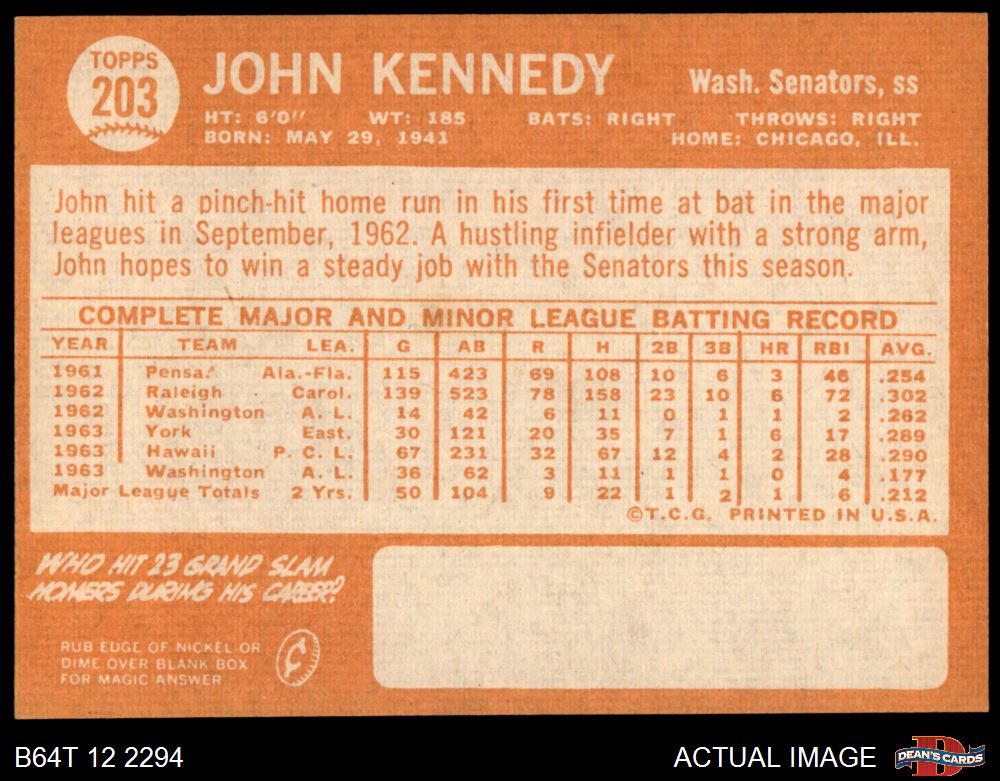 TOPPS
203
JOHN KENNEDY Wash. Senators, ss
HT: 6'0" WT: 185 BATS: RIGHT THROWS: RIGHT
BORN: MAY 29, 1941 HOME: CHICAGO, ILL.
John hit a pinch-hit home run in his first time at bat in the major
leagues in September, 1962. A hustling infielder with a strong arm,
John hopes to win a steady job with the Senators this season.
COMPLETE MAJOR AND MINOR LEAGUE BATTING RECORD
YEAR TEAM LEA. G AB R H 2B 3B HR RBI AVG.
1961 Pensa. Ala.-Fla. 115 423 69 108 10 6 3 46 .254
1962 Raleigh Carol. 139 523 78 158 23 10 6 72 .302
1962 Washington A. L. 14 42 6 11 0 1 1 2 .262
1963 York East. 30 121 20 35 7 1 6 17 .289
1963 Hawaii P. C. L. 67 231 32 67 12 4 2 28 .290
1963 Washington A. L. 36 62 3 11 1 1 0 4 .177
Major League Totals 2 Yrs. 50 104 9 22 1 2 1 6 .212
©T.C.G. PRINTED IN U.S.A.
WHO HIT 23 GRAND SLAM
HOMERS DURING HIS CAREER?
RUB EDGE OF NICKEL OR
DIME OVER BLANK BOX
FOR MAGIC ANSWER
B64T 12 2294 ACTUAL IMAGE
DEAN'S CARDS